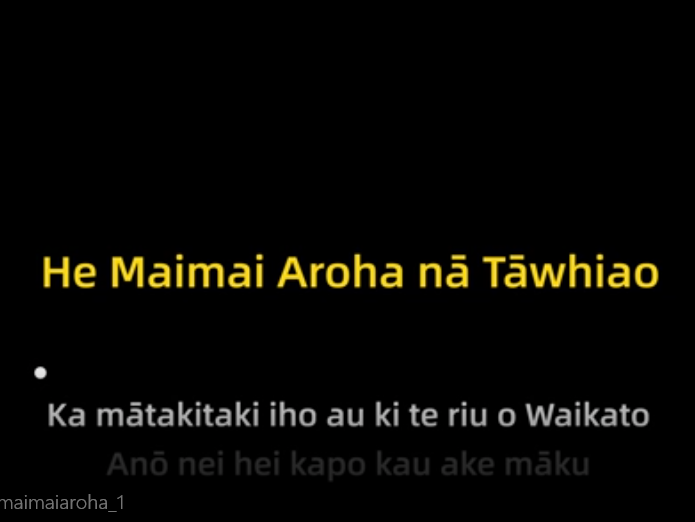 He Maimai Aroha nā Tāwhiao
Ka mātakitaki iho au ki te riu o Waikato
Anō nei hei kapo kau ake māku
maimaiaroha_1